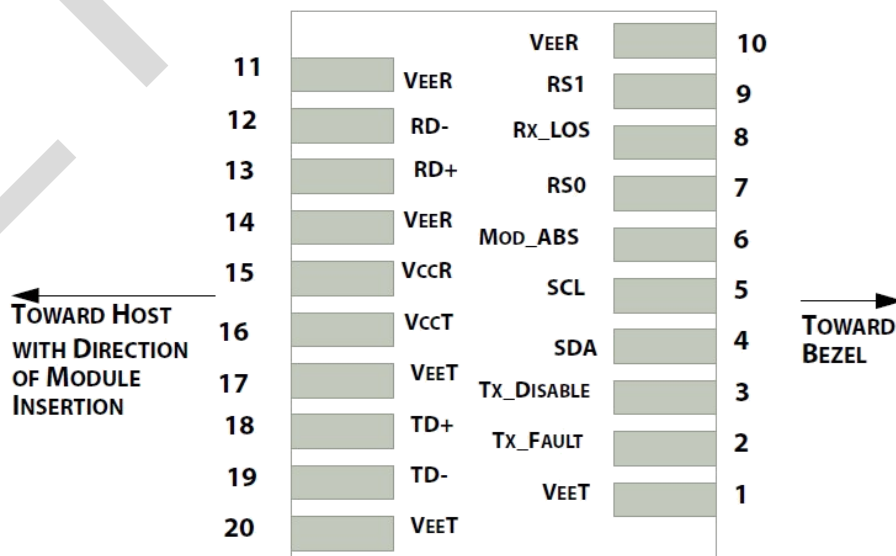 VEER 10
11 VEER
RS1 9
12 RD-
RX_LOS 8
13 RD+
RS0 7
14 VEER
MOD_ABS 6
15 VCCR
SCL 5
TOWARD HOST
WITH DIRECTION
OF MODULE
INSERTION
TOWARD
BEZEL
16 VCCT
SDA 4
17 VEET
TX_DISABLE 3
18 TD+
TX_FAULT 2
19 TD-
VEET 1
20 VEET